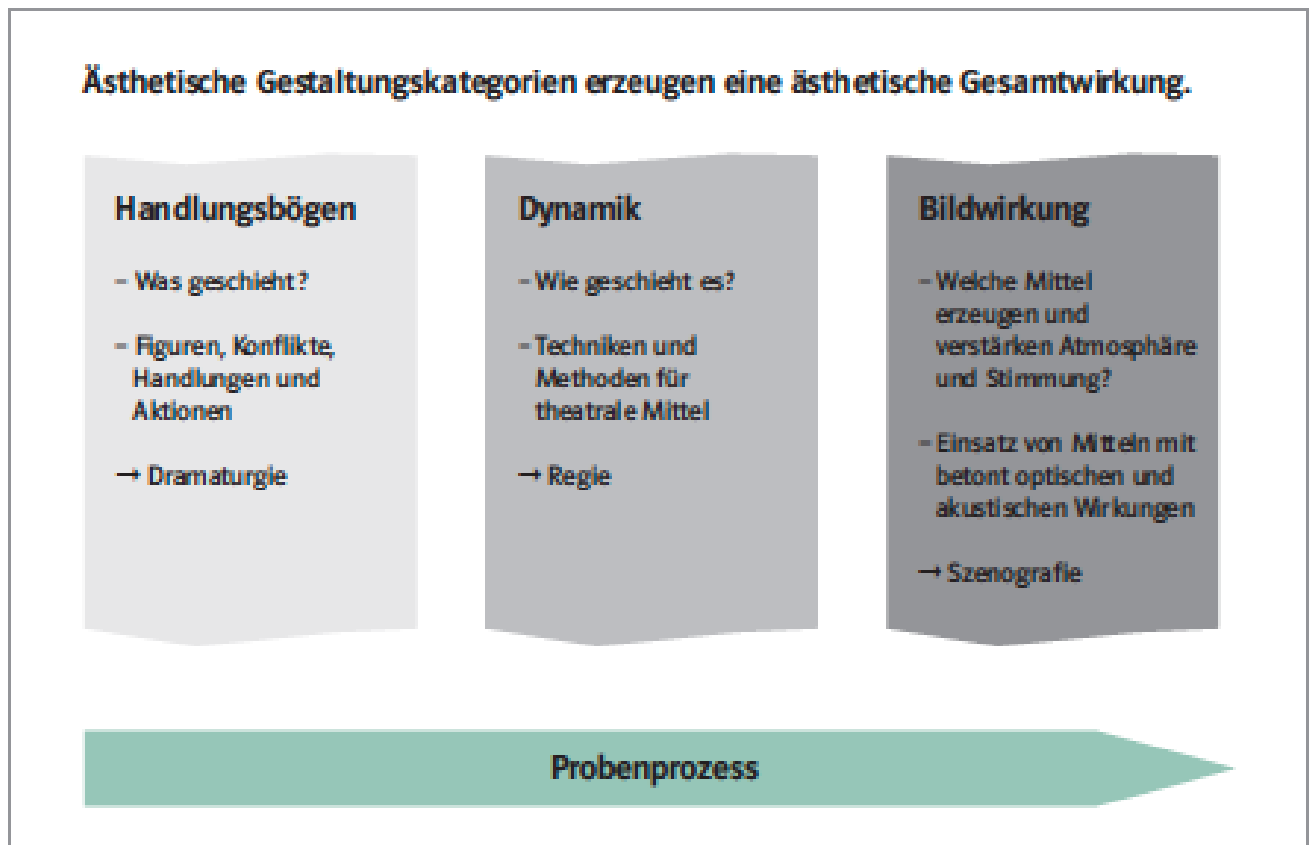 Ästhetische Gestaltungskategorien erzeugen eine ästhetische Gesamtwirkung.
Handlungsbögen
– Was geschieht?
– Figuren, Konflikte,
Handlungen und
Aktionen
→ Dramaturgie
Dynamik
– Wie geschieht es?
– Techniken und
Methoden für
theatrale Mittel
→ Regie
Bildwirkung
– Welche Mittel
erzeugen und
verstärken Atmosphäre
und Stimmung?
– Einsatz von Mitteln mit
betont optischen und
akustischen Wirkungen
→ Szenografie
Probenprozess